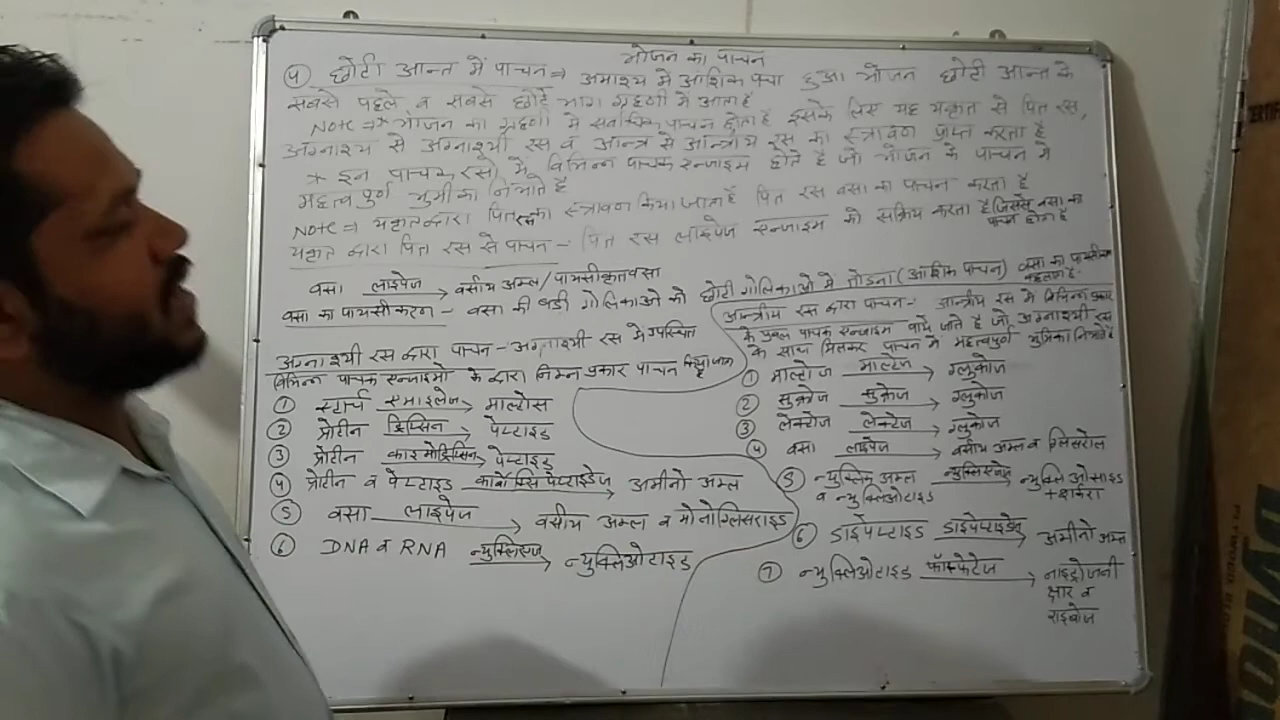 भोजन का पाचन
④ छोटी आन्त में पाचन ⇒ अमाश्य में आंशिक पचा हुआ भोजन छोटी आन्त के
सबसे पहले व सबसे छोटे भाग ग्रहणी में आता है
Note ⇒ * भोजन का ग्रहणी में सर्वाधिक पाचन होता है इसके लिए यह यकृत से पित रस,
अग्नाश्य से अग्नाश्यी रस व आन्त्र से आन्त्रीय रस का स्त्रावण प्राप्त करता है
* इन पाचक रसो में विभिन्न पाचक एन्जाइम होते है जो भोजन के पाचन में
महत्वपुर्ण भुमीका निभाते है
Note ⇒ यकृत द्वारा पित रस का स्त्रावण किया जाता है पित रस वसा का पाचन करता है
यकृत द्वारा पित रस से पाचन – पित रस लाइपेज एन्जाइम को सक्रिय करता है जिससे वसा का पाचन होता है
वसा लाइपेज → वसीय अम्ल/पायसीकृत वसा
वसा का पायसीकरण – वसा की बडी गोलिकाओ को छोटी गोलिकाओ में तोडना (आंशिक पाचन) वसा का पायसीकरण कहलाता है.
अग्नाश्यी रस द्वारा पाचन – अग्नाश्यी रस में उपस्थित
विभिन्न पाचक एन्जाइमो के द्वारा निम्न प्रकार पाचन किया जाता है
① स्टार्च एमाइलेज → माल्टोस
② प्रोटीन ट्रिप्सिन → पेप्टाइड
③ प्रोटीन काइमोट्रिप्सिन → पेप्टाइड
④ प्रोटीन व पेप्टाइड कार्बोक्सि पेप्टाइडेज → अमीनो अम्ल
⑤ वसा लाइपेज → वसीय अम्ल व मोनोग्लिसराइड
⑥ DNA व RNA न्युक्लिएज → न्युक्लिओटाइड
आन्त्रीय रस द्वारा पाचन – आन्त्रीय रस में विभिन्न प्रकार
के पाचक एन्जाइम पाये जाते है जो अग्नाश्यी रस
के साथ मिलकर पाचन में महत्वपुर्ण भुमिका निभाते है
① माल्टोज माल्टेज → ग्लुकोज
② सुक्रोज सुक्रेज → ग्लुकोज
③ लेक्टोज लेक्टेज → ग्लुकोज
④ वसा लाइपेज → वसीय अम्ल व ग्लिसरोल
⑤ न्युक्लिक अम्ल व न्युक्लिओटाइड न्युक्लिएज → न्युक्लिओसाइड + शर्करा
⑥ डाईपेप्टाइड डाइपेप्टाइडेज → अमीनो अम्ल
⑦ न्युक्लिओटाइड फॉस्फेटेज → नाइट्रोजनी
क्षार व
राइबोज